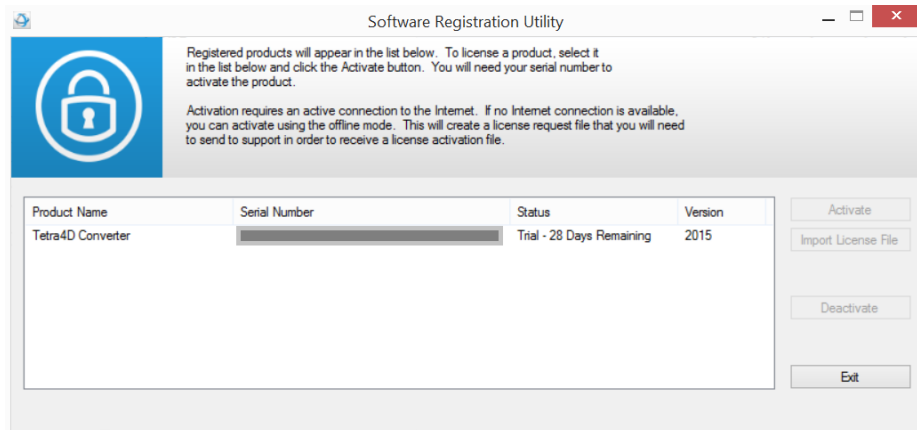 Software Registration Utility
Registered products will appear in the list below. To license a product, select it
in the list below and click the Activate button. You will need your serial number to
activate the product.
Activation requires an active connection to the Internet. If no Internet connection is available,
you can activate using the offline mode. This will create a license request file that you will need
to send to support in order to receive a license activation file.
Product Name Serial Number Status Version
Tetra4D Converter Trial - 28 Days Remaining 2015
Activate
Import License File
Deactivate
Exit